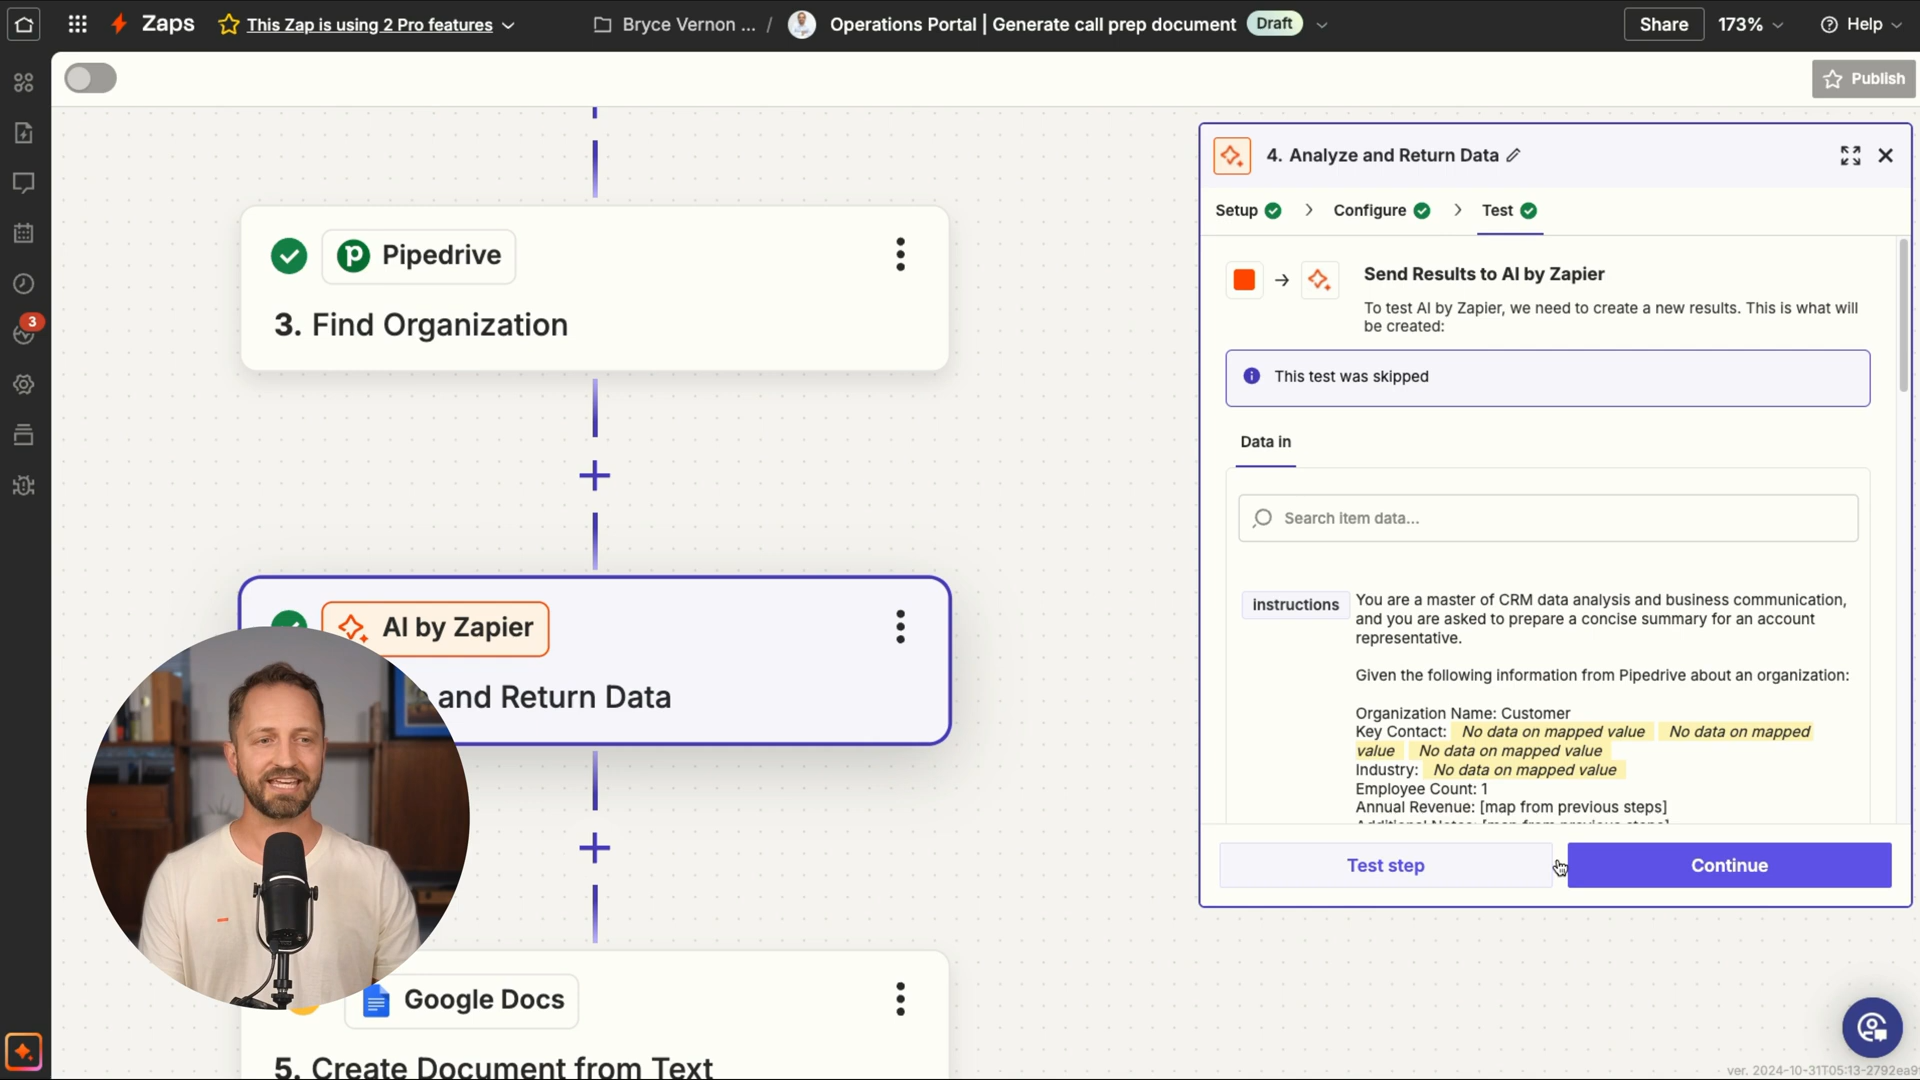 Zaps
This Zap is using 2 Pro features
Bryce Vernon ... / Operations Portal | Generate call prep document
Draft
Share
173%
Help
Publish
3
Pipedrive
3. Find Organization
AI by Zapier
and Return Data
Google Docs
5. Create Document from Text
4. Analyze and Return Data
Setup
Configure
Test
Send Results to AI by Zapier
To test AI by Zapier, we need to create a new results. This is what will
be created:
This test was skipped
Data in
Search item data...
instructions
You are a master of CRM data analysis and business communication,
and you are asked to prepare a concise summary for an account
representative.
Given the following information from Pipedrive about an organization:
Organization Name: Customer
Key Contact: No data on mapped value No data on mapped
value No data on mapped value
Industry: No data on mapped value
Employee Count: 1
Annual Revenue: [map from previous steps]
Test step
Continue